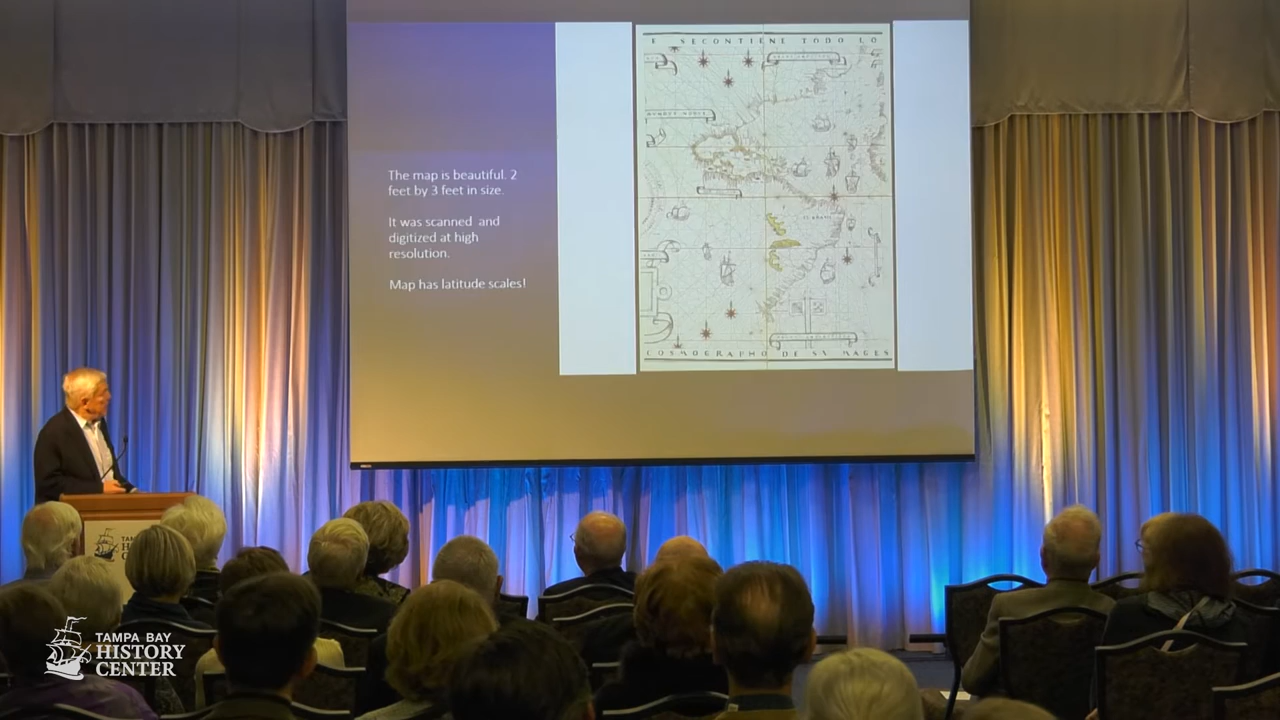 E SECONTIENE TODO LO
The map is beautiful. 2
feet by 3 feet in size.
It was scanned and
digitized at high
resolution.
Map has latitude scales!
COSMOGRAPHO DE SV MAGES
TAMPA BAY
HISTORY
CENTER